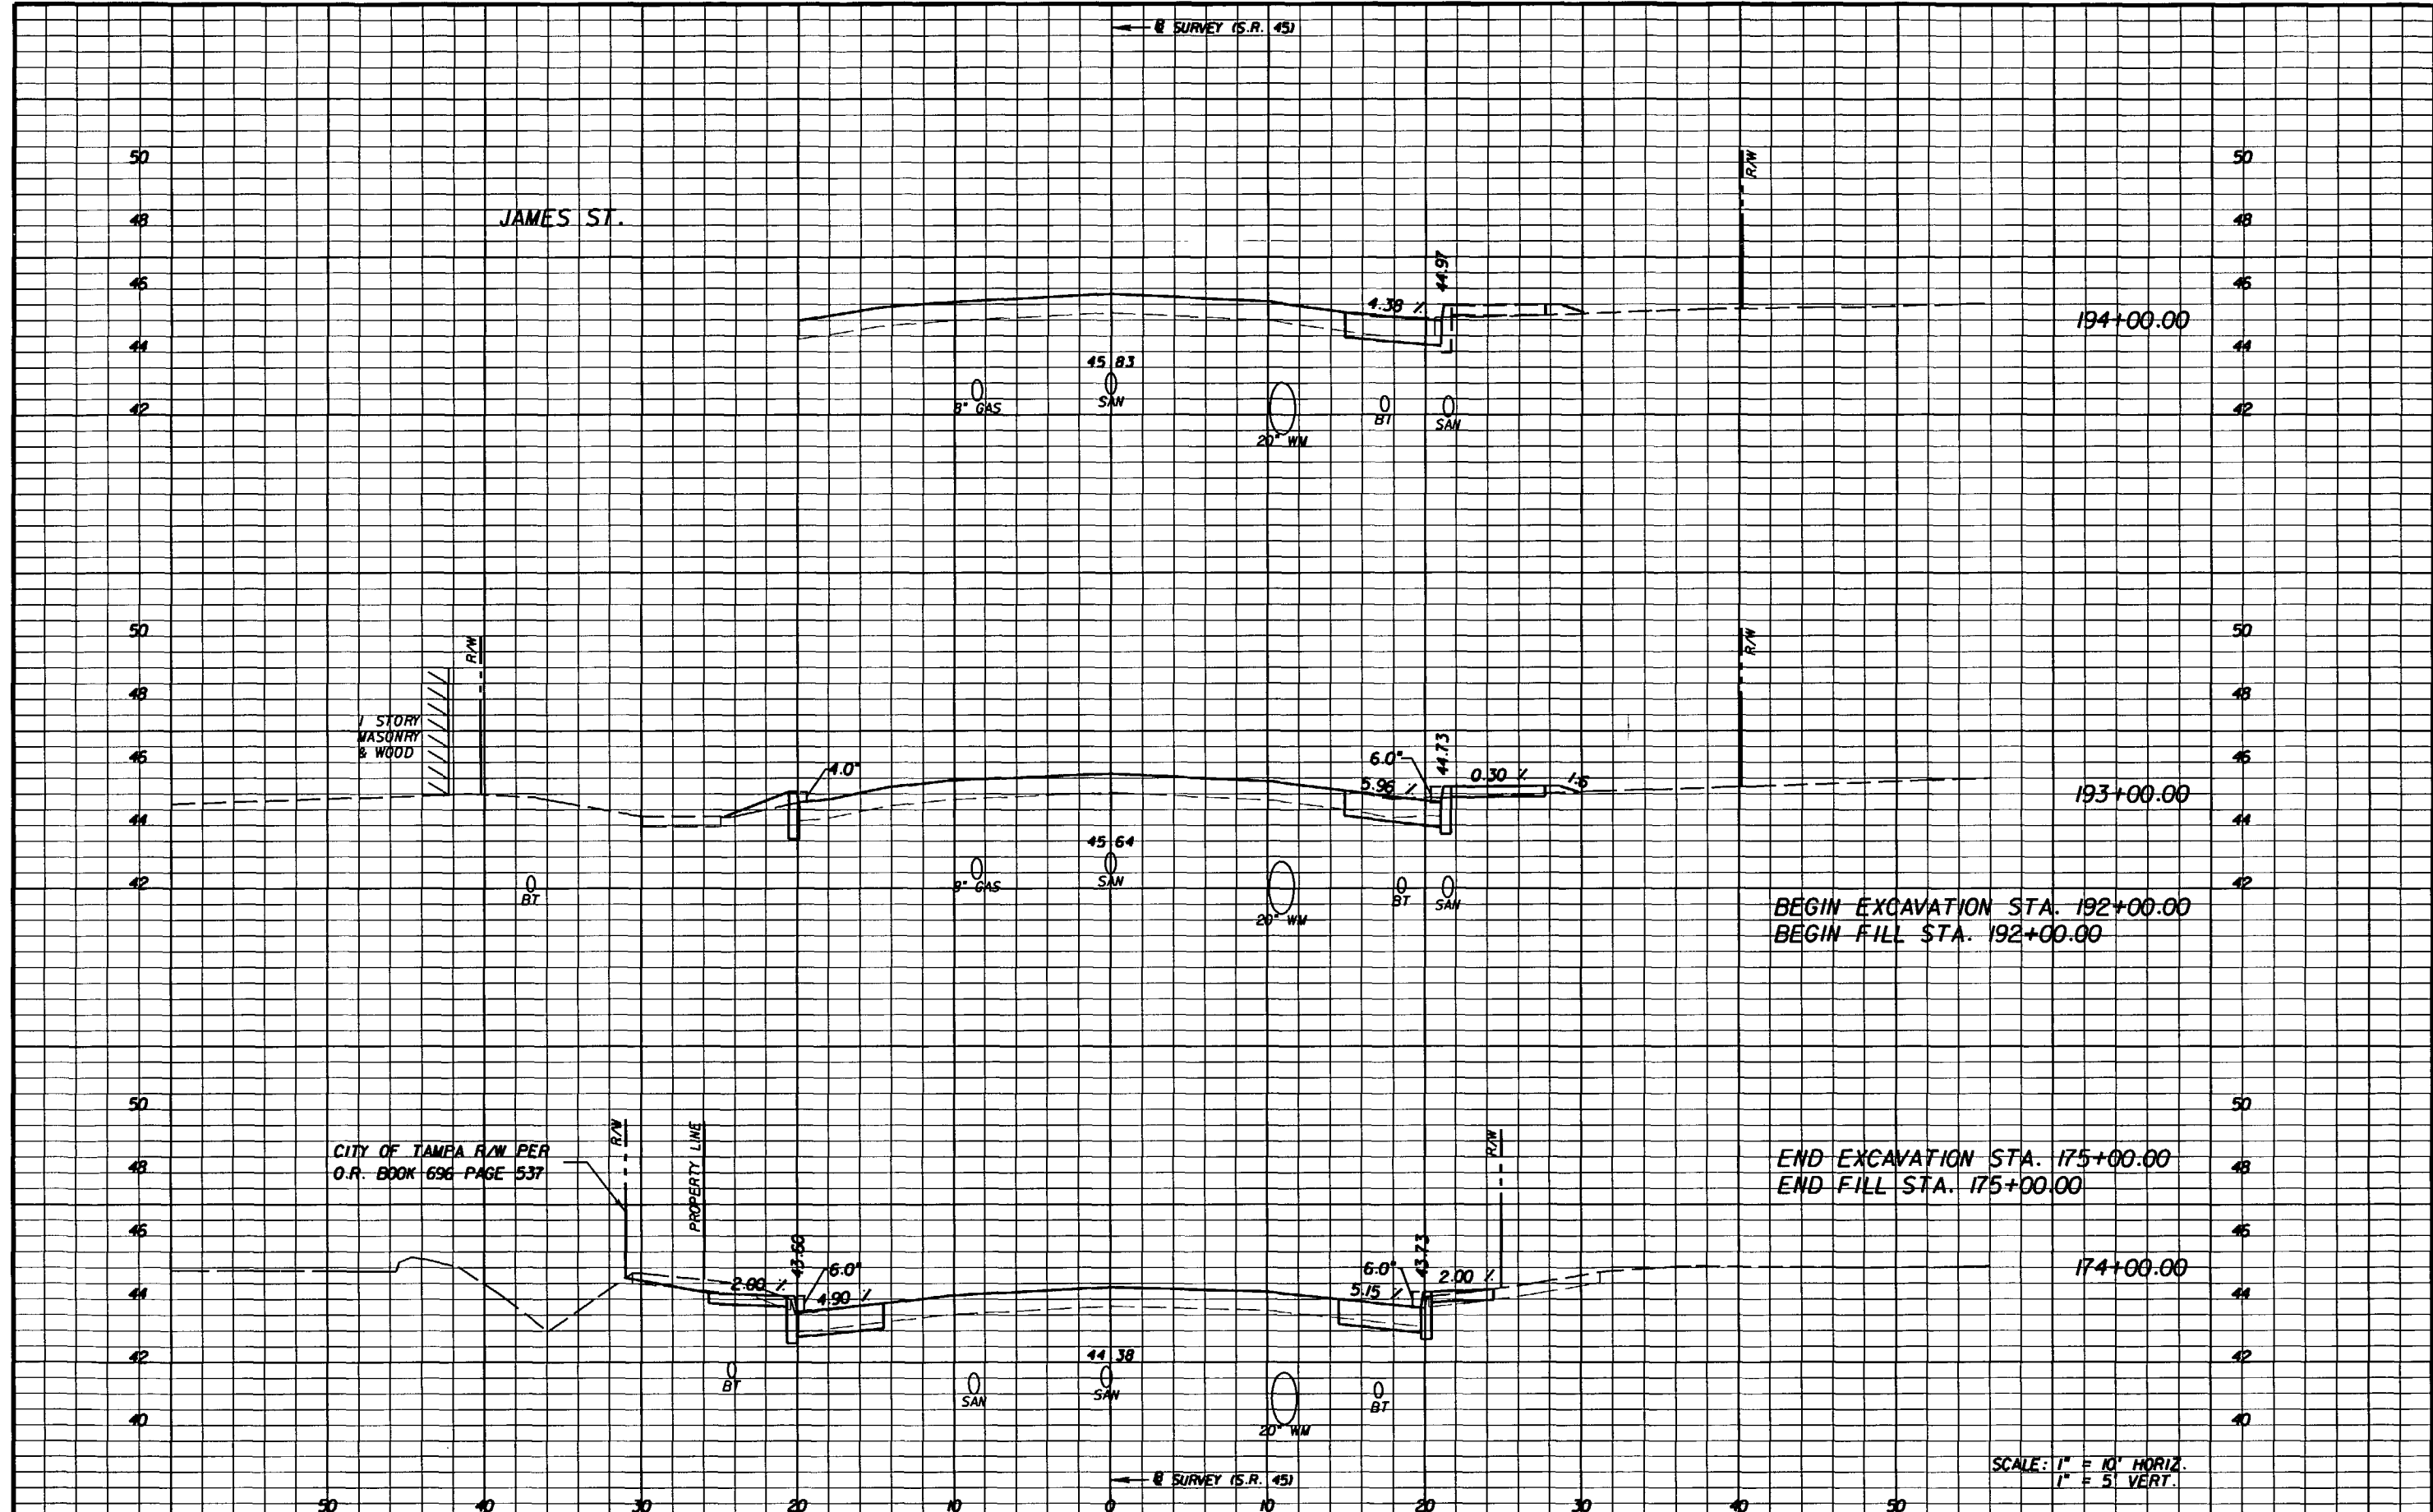 ℄ SURVEY (S.R. 45)
50 50
R/W
48 JAMES ST. 48
44.97
46 46
4.38 %
194+00.00
44 44
45.83
8" GAS SAN
42 42
20" WM BT SAN
50 50
R/W R/W
48 48
1 STORY
MASONRY
& WOOD
44.73
46 46
4.0" 6.0" 5.96 % 0.30 % 1:6
193+00.00
44 44
45.64
8" GAS SAN
42 42
BT 20" WM BT SAN
BEGIN EXCAVATION STA. 192+00.00
BEGIN FILL STA. 192+00.00
50 50
R/W PROPERTY LINE R/W
CITY OF TAMPA R/W PER
O.R. BOOK 696 PAGE 537
48 48
END EXCAVATION STA. 175+00.00
END FILL STA. 175+00.00
46 46
43.60 43.73
2.00 % 6.0" 4.90 % 6.0" 5.15 % 2.00 %
174+00.00
44 44
44.38
42 42
BT SAN SAN 20" WM BT
40 40
℄ SURVEY (S.R. 45)
SCALE: 1" = 10' HORIZ.
1" = 5' VERT.
50 40 30 20 10 0 10 20 30 40 50